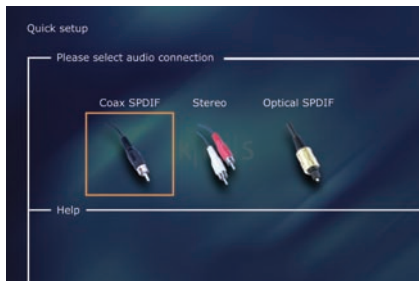 Quick setup
Please select audio connection
Coax SPDIF Stereo Optical SPDIF
Help